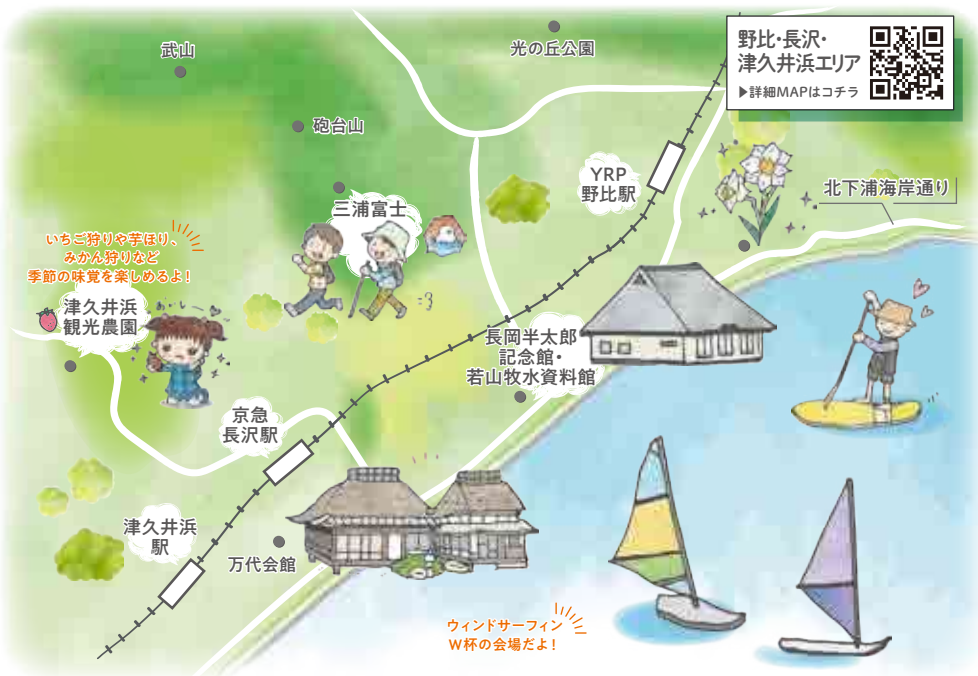 武山
光の丘公園
野比・長沢・
津久井浜エリア
▶詳細MAPはコチラ
砲台山
YRP
野比駅
北下浦海岸通り
三浦富士
いちご狩りや芋ほり、
みかん狩りなど
季節の味覚を楽しめるよ!
津久井浜
観光農園
あ〜い
長岡半太郎
記念館・
若山牧水資料館
京急
長沢駅
津久井浜
駅
万代会館
ウィンドサーフィン
W杯の会場だよ!